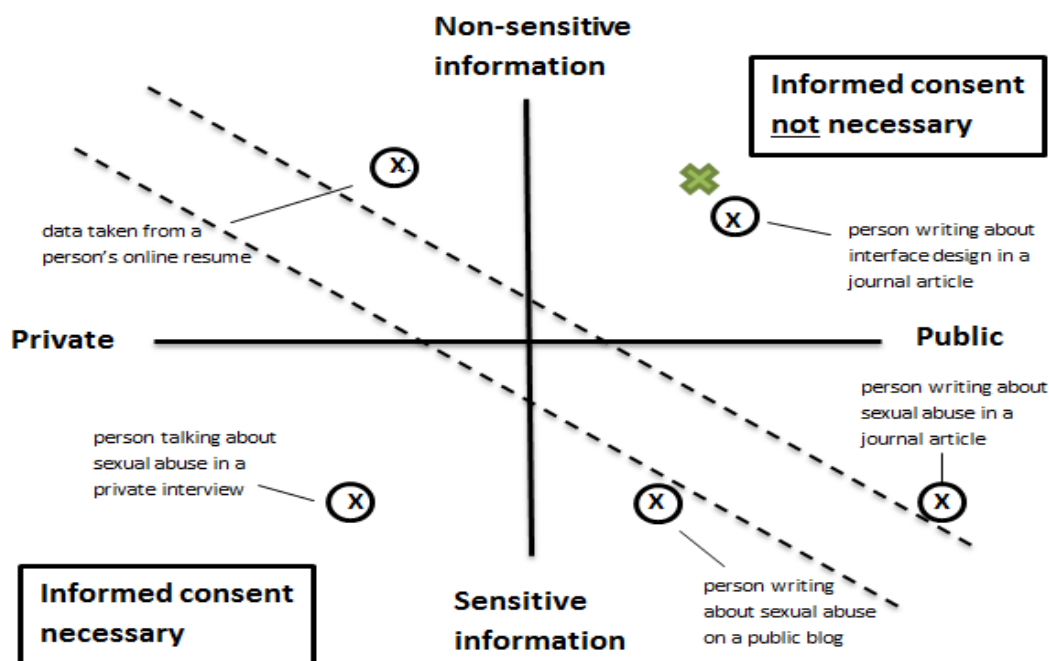 Non-sensitive
information
Informed consent
not necessary
X
X
data taken from a
person's online resume
person writing about
interface design in a
journal article
Private
Public
person writing about
sexual abuse in a
journal article
person talking about
sexual abuse in a
private interview
X
X
X
Informed consent
necessary
Sensitive
information
person writing
about sexual abuse
on a public blog